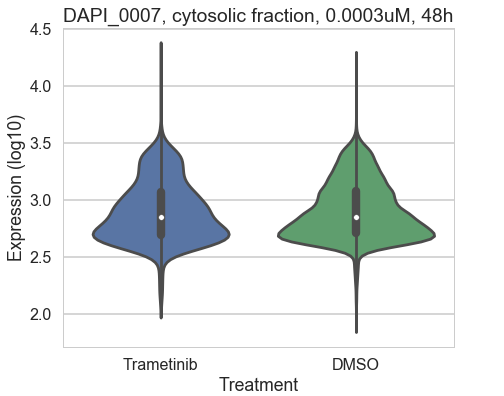 DAPI_0007, cytosolic fraction, 0.0003uM, 48h
4.5
4.0
3.5
3.0
2.5
2.0
Expression (log10)
Trametinib DMSO
Treatment